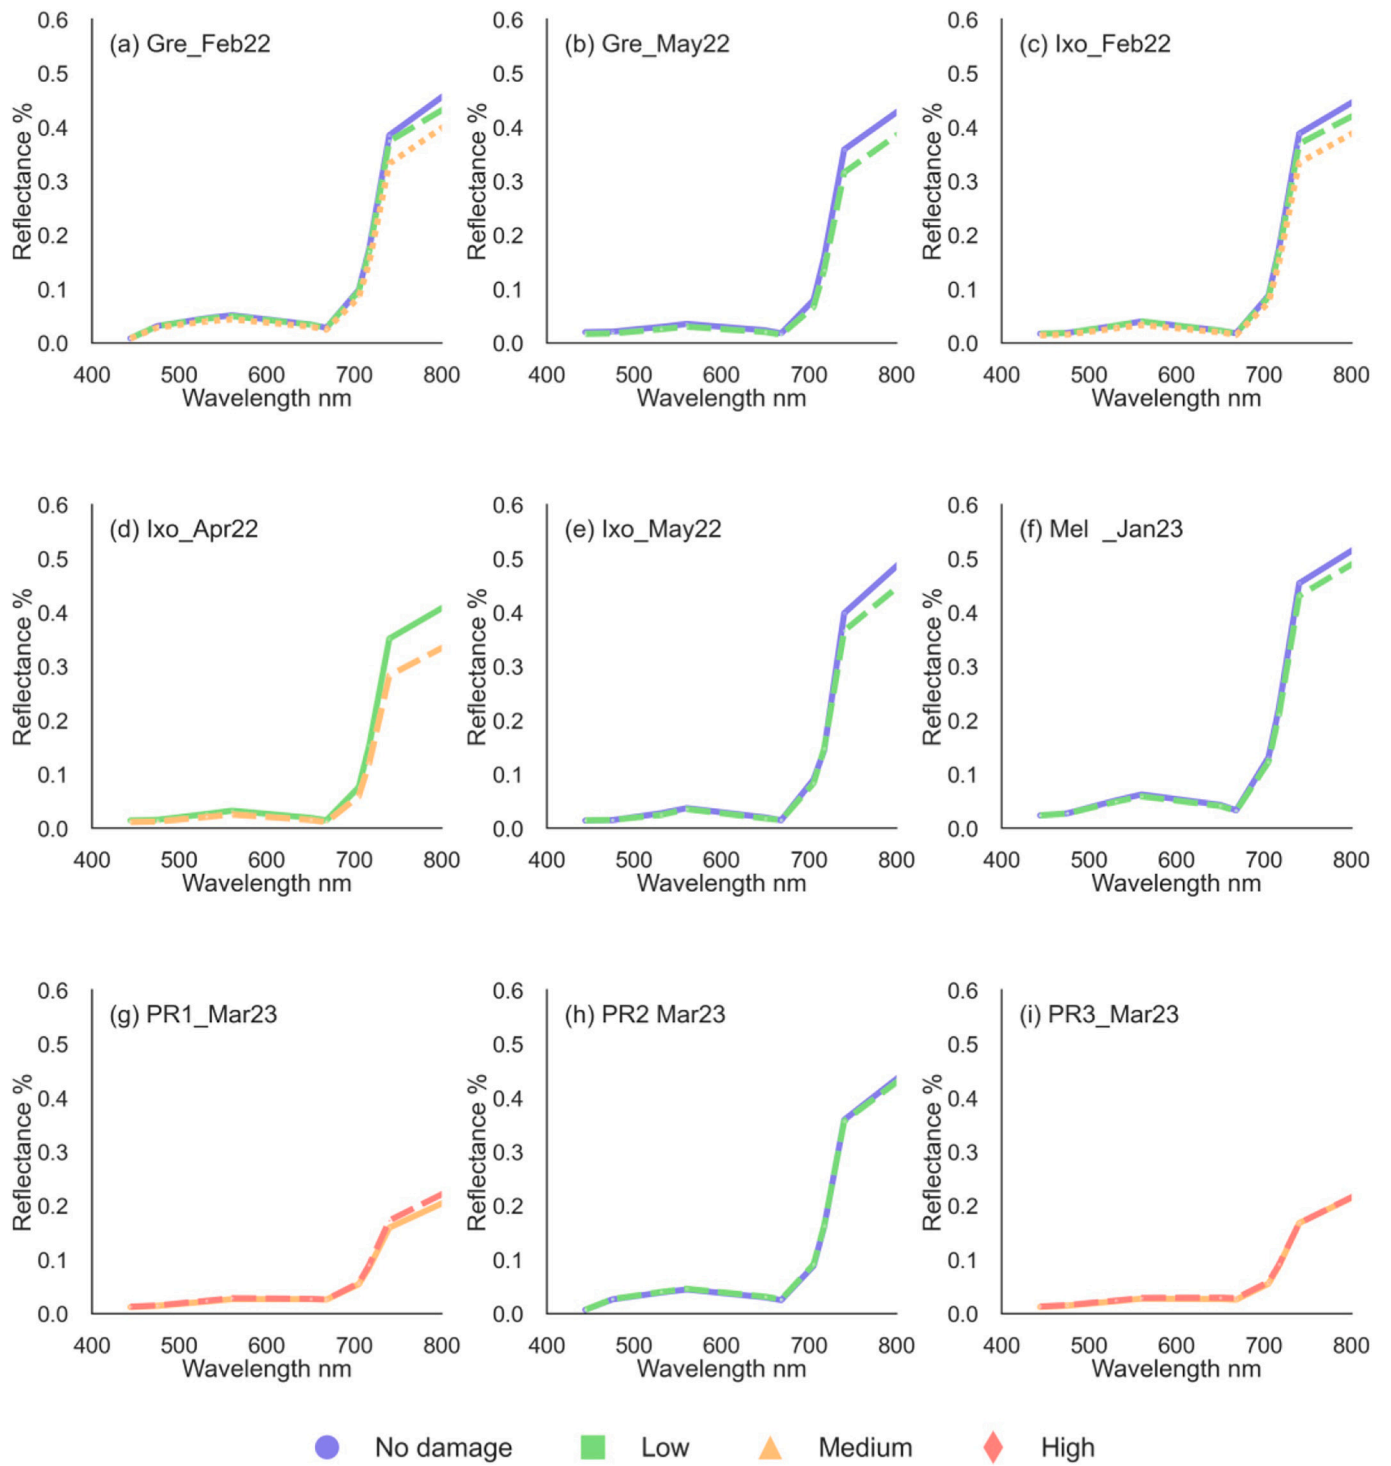 (a) Gre_Feb22
Reflectance %
0.6
0.5
0.4
0.3
0.2
0.1
0.0
400 500 600 700 800
Wavelength nm
(b) Gre_May22
Reflectance %
0.6
0.5
0.4
0.3
0.2
0.1
0.0
400 500 600 700 800
Wavelength nm
(c) Ixo_Feb22
Reflectance %
0.6
0.5
0.4
0.3
0.2
0.1
0.0
400 500 600 700 800
Wavelength nm
(d) Ixo_Apr22
Reflectance %
0.6
0.5
0.4
0.3
0.2
0.1
0.0
400 500 600 700 800
Wavelength nm
(e) Ixo_May22
Reflectance %
0.6
0.5
0.4
0.3
0.2
0.1
0.0
400 500 600 700 800
Wavelength nm
(f) Mel _Jan23
Reflectance %
0.6
0.5
0.4
0.3
0.2
0.1
0.0
400 500 600 700 800
Wavelength nm
(g) PR1_Mar23
Reflectance %
0.6
0.5
0.4
0.3
0.2
0.1
0.0
400 500 600 700 800
Wavelength nm
(h) PR2 Mar23
Reflectance %
0.6
0.5
0.4
0.3
0.2
0.1
0.0
400 500 600 700 800
Wavelength nm
(i) PR3_Mar23
Reflectance %
0.6
0.5
0.4
0.3
0.2
0.1
0.0
400 500 600 700 800
Wavelength nm
No damage Low Medium High